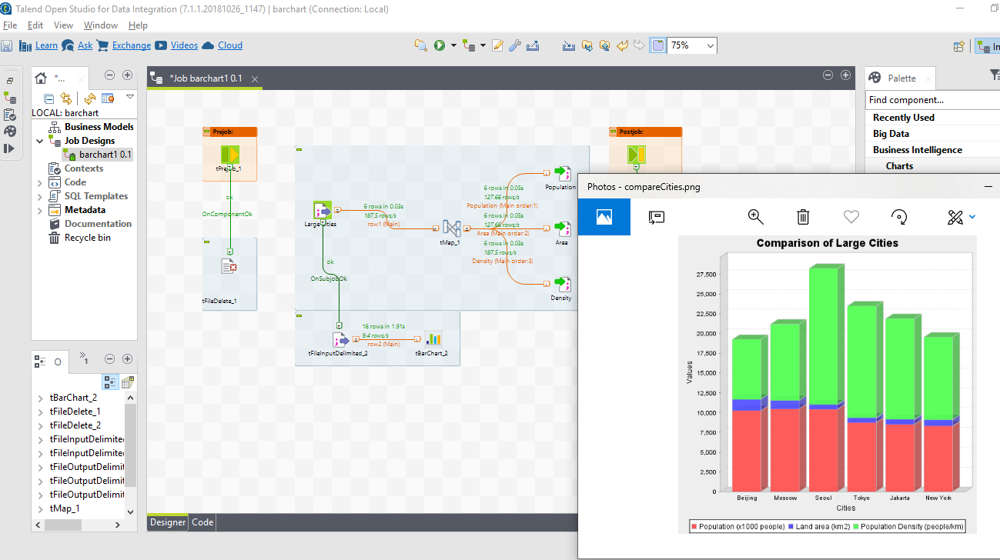 Talend Open Studio for Data Integration (7.1.1.20181026_1147) | barchart (Connection: Local)
File Edit View Window Help
Learn Ask Exchange Videos Cloud
75%
In
*...
*Job barchart1 0.1
Palette
LOCAL: barchart
Business Models
Job Designs
barchart1 0.1
Contexts
Code
SQL Templates
Metadata
Documentation
Recycle bin
Find component...
Recently Used
Big Data
Business Intelligence
Charts
Prejob:
tPrejob_1
ok
OnComponentOk
tFileDelete_1
Postjob:
LargeCities
6 rows in 0.03s
187.5 rows/s
row1 (Main)
tMap_1
6 rows in 0.05s
127.66 rows/s
Population (Main order:1)
6 rows in 0.05s
127.66 rows/s
Area (Main order:2)
6 rows in 0.03s
187.5 rows/s
Density (Main order:3)
Population
Area
Density
ok
OnSubjobOk
tFileInputDelimited_2
18 rows in 1.91s
9.4 rows/s
row2 (Main)
tBarChart_2
O
1
tBarChart_2
tFileDelete_1
tFileDelete_2
tFileInputDelimited
tFileInputDelimited
tFileOutputDelimit
tFileOutputDelimit
tFileOutputDelimit
tMap_1
Designer Code
Photos - compareCities.png
Comparison of Large Cities
27,500
25,000
22,500
20,000
17,500
15,000
12,500
10,000
7,500
5,000
2,500
0
Values
Beijing Moscow Seoul Tokyo Jakarta New York
Cities
Population (x1000 people) Land area (km2) Population Density (people/km)